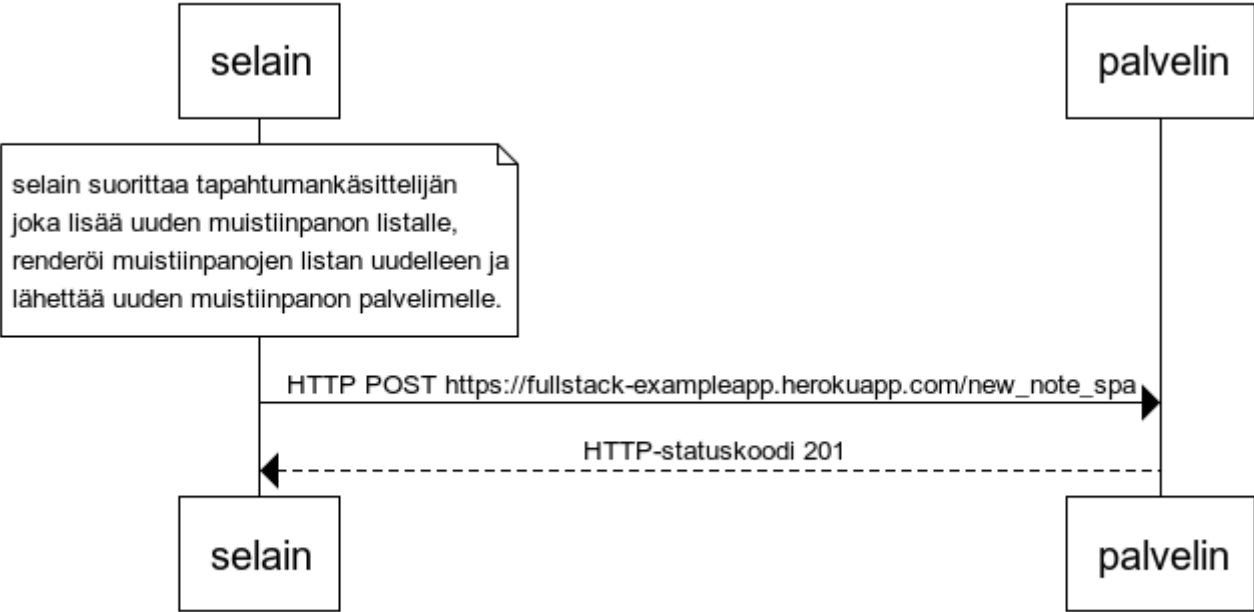 selain
palvelin
selain suorittaa tapahtumankäsittelijän
joka lisää uuden muistiinpanon listalle,
renderöi muistiinpanojen listan uudelleen ja
lähettää uuden muistiinpanon palvelimelle.
HTTP POST https://fullstack-exampleapp.herokuapp.com/new_note_spa
HTTP-statuskoodi 201
selain
palvelin